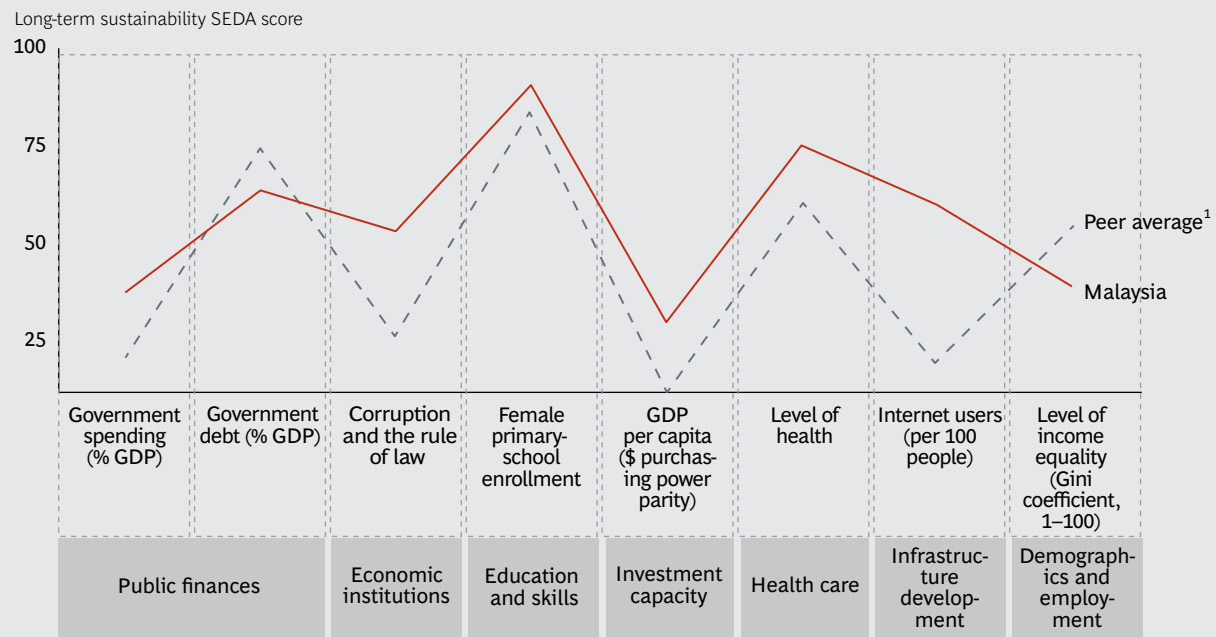 Long-term sustainability SEDA score
100
75
50
25
Peer average¹
Malaysia
Government
spending
(% GDP)
Government
debt (% GDP)
Corruption
and the rule
of law
Female
primary-
school
enrollment
GDP
per capita
($ purchas-
ing power
parity)
Level of
health
Internet users
(per 100
people)
Level of
income
equality
(Gini
coefficient,
1–100)
Public finances
Economic
institutions
Education
and skills
Investment
capacity
Health care
Infrastruc-
ture
develop-
ment
Demograph-
ics and
employ-
ment